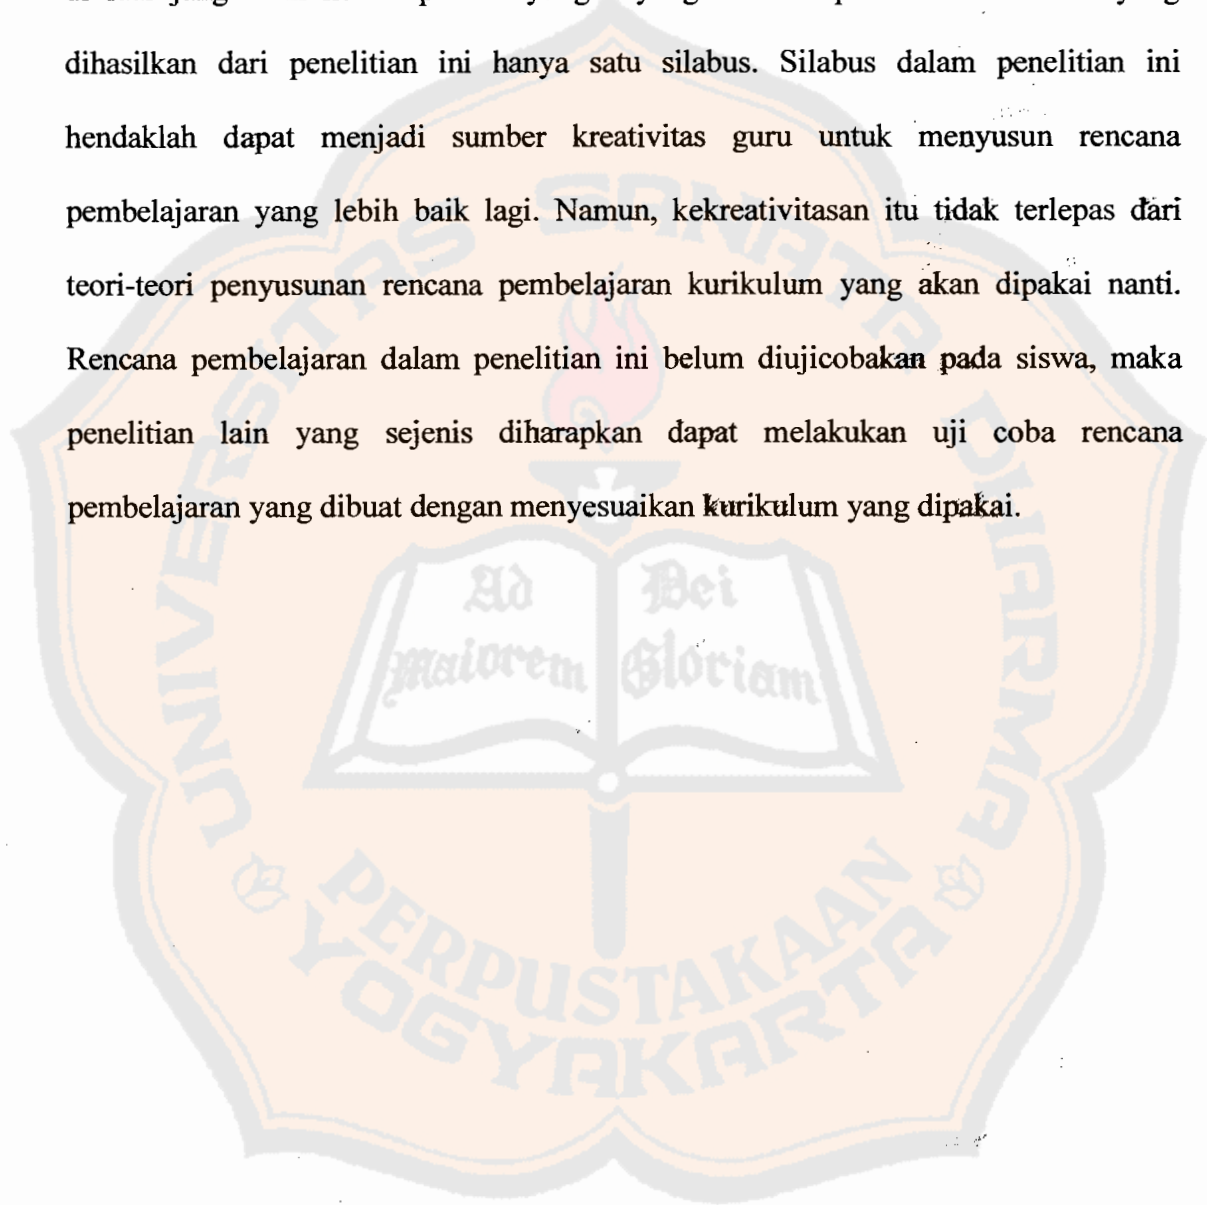 dihasilkan dari penelitian ini hanya satu silabus. Silabus dalam penelitian ini
hendaklah dapat menjadi sumber kreativitas guru untuk menyusun rencana
pembelajaran yang lebih baik lagi. Namun, kekreativitasan itu tidak terlepas dari
teori-teori penyusunan rencana pembelajaran kurikulum yang akan dipakai nanti.
Rencana pembelajaran dalam penelitian ini belum diujicobakan pada siswa, maka
penelitian lain yang sejenis diharapkan dapat melakukan uji coba rencana
pembelajaran yang dibuat dengan menyesuaikan kurikulum yang dipakai.
UNIVERSITAS SANATA DHARMA
Ad Dei
maiorem Gloriam
PERPUSTAKAAN
YOGYAKARTA